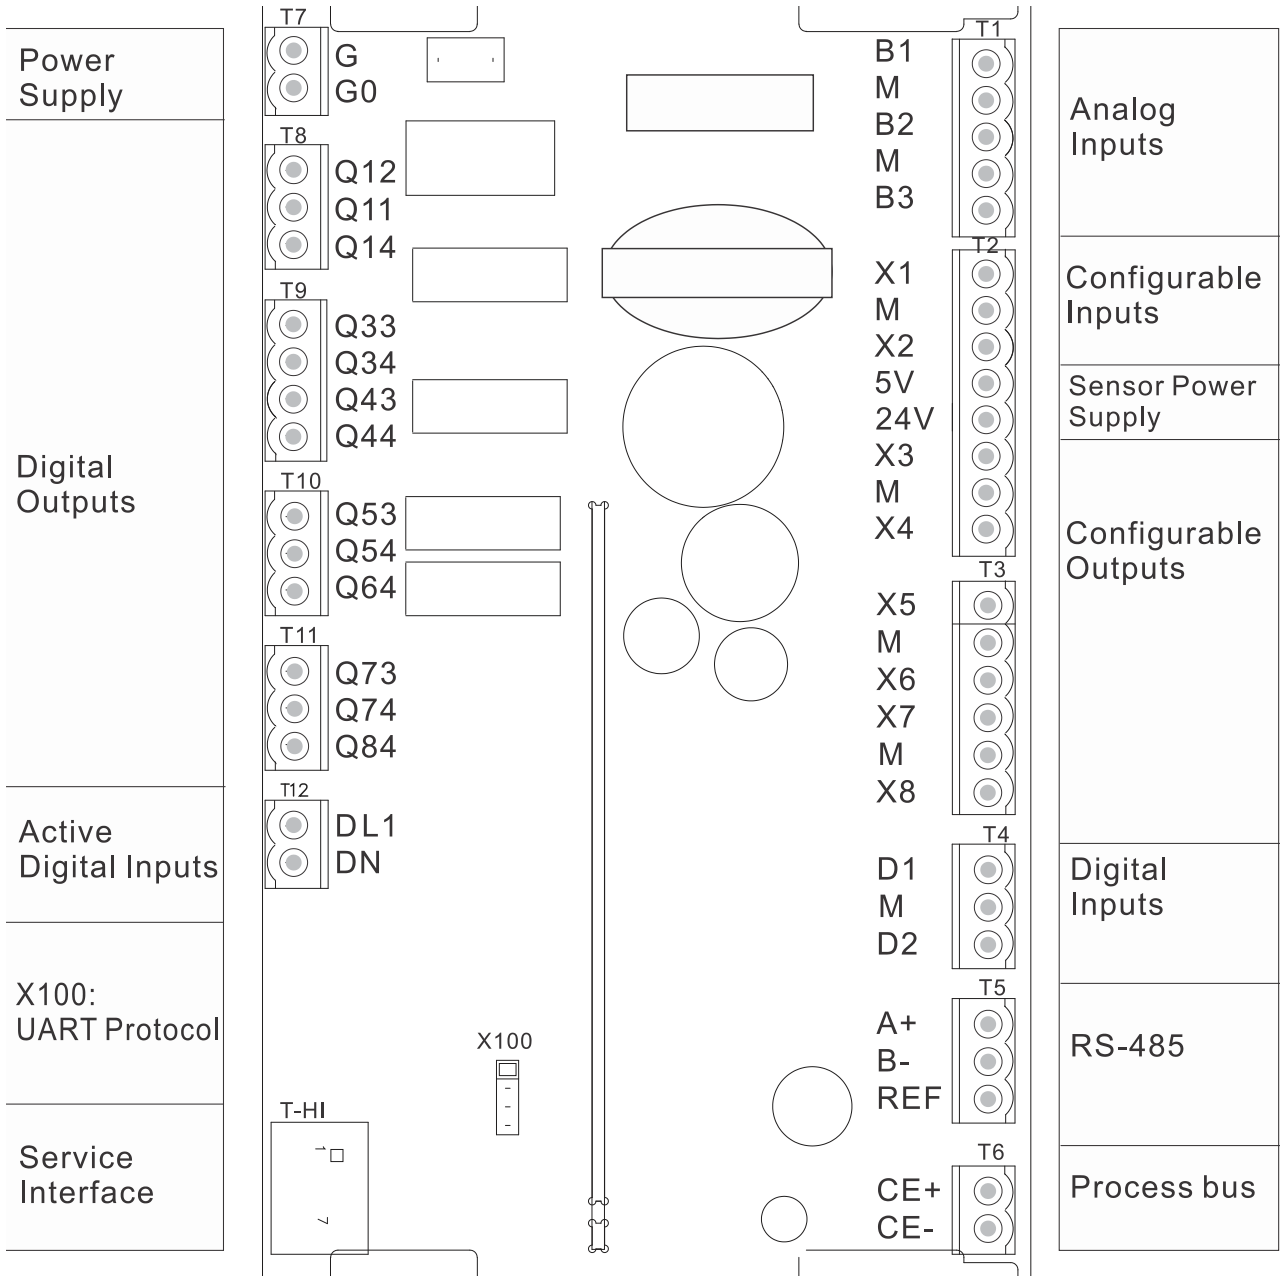 Power
Supply
Digital
Outputs
Active
Digital Inputs
X100:
UART Protocol
Service
Interface
T7
G
G0
T8
Q12
Q11
Q14
T9
Q33
Q34
Q43
Q44
T10
Q53
Q54
Q64
T11
Q73
Q74
Q84
T12
DL1
DN
X100
T-HI
1
7
T1
B1
M
B2
M
B3
T2
X1
M
X2
5V
24V
X3
M
X4
T3
X5
M
X6
X7
M
X8
T4
D1
M
D2
T5
A+
B-
REF
T6
CE+
CE-
Analog
Inputs
Configurable
Inputs
Sensor Power
Supply
Configurable
Outputs
Digital
Inputs
RS-485
Process bus